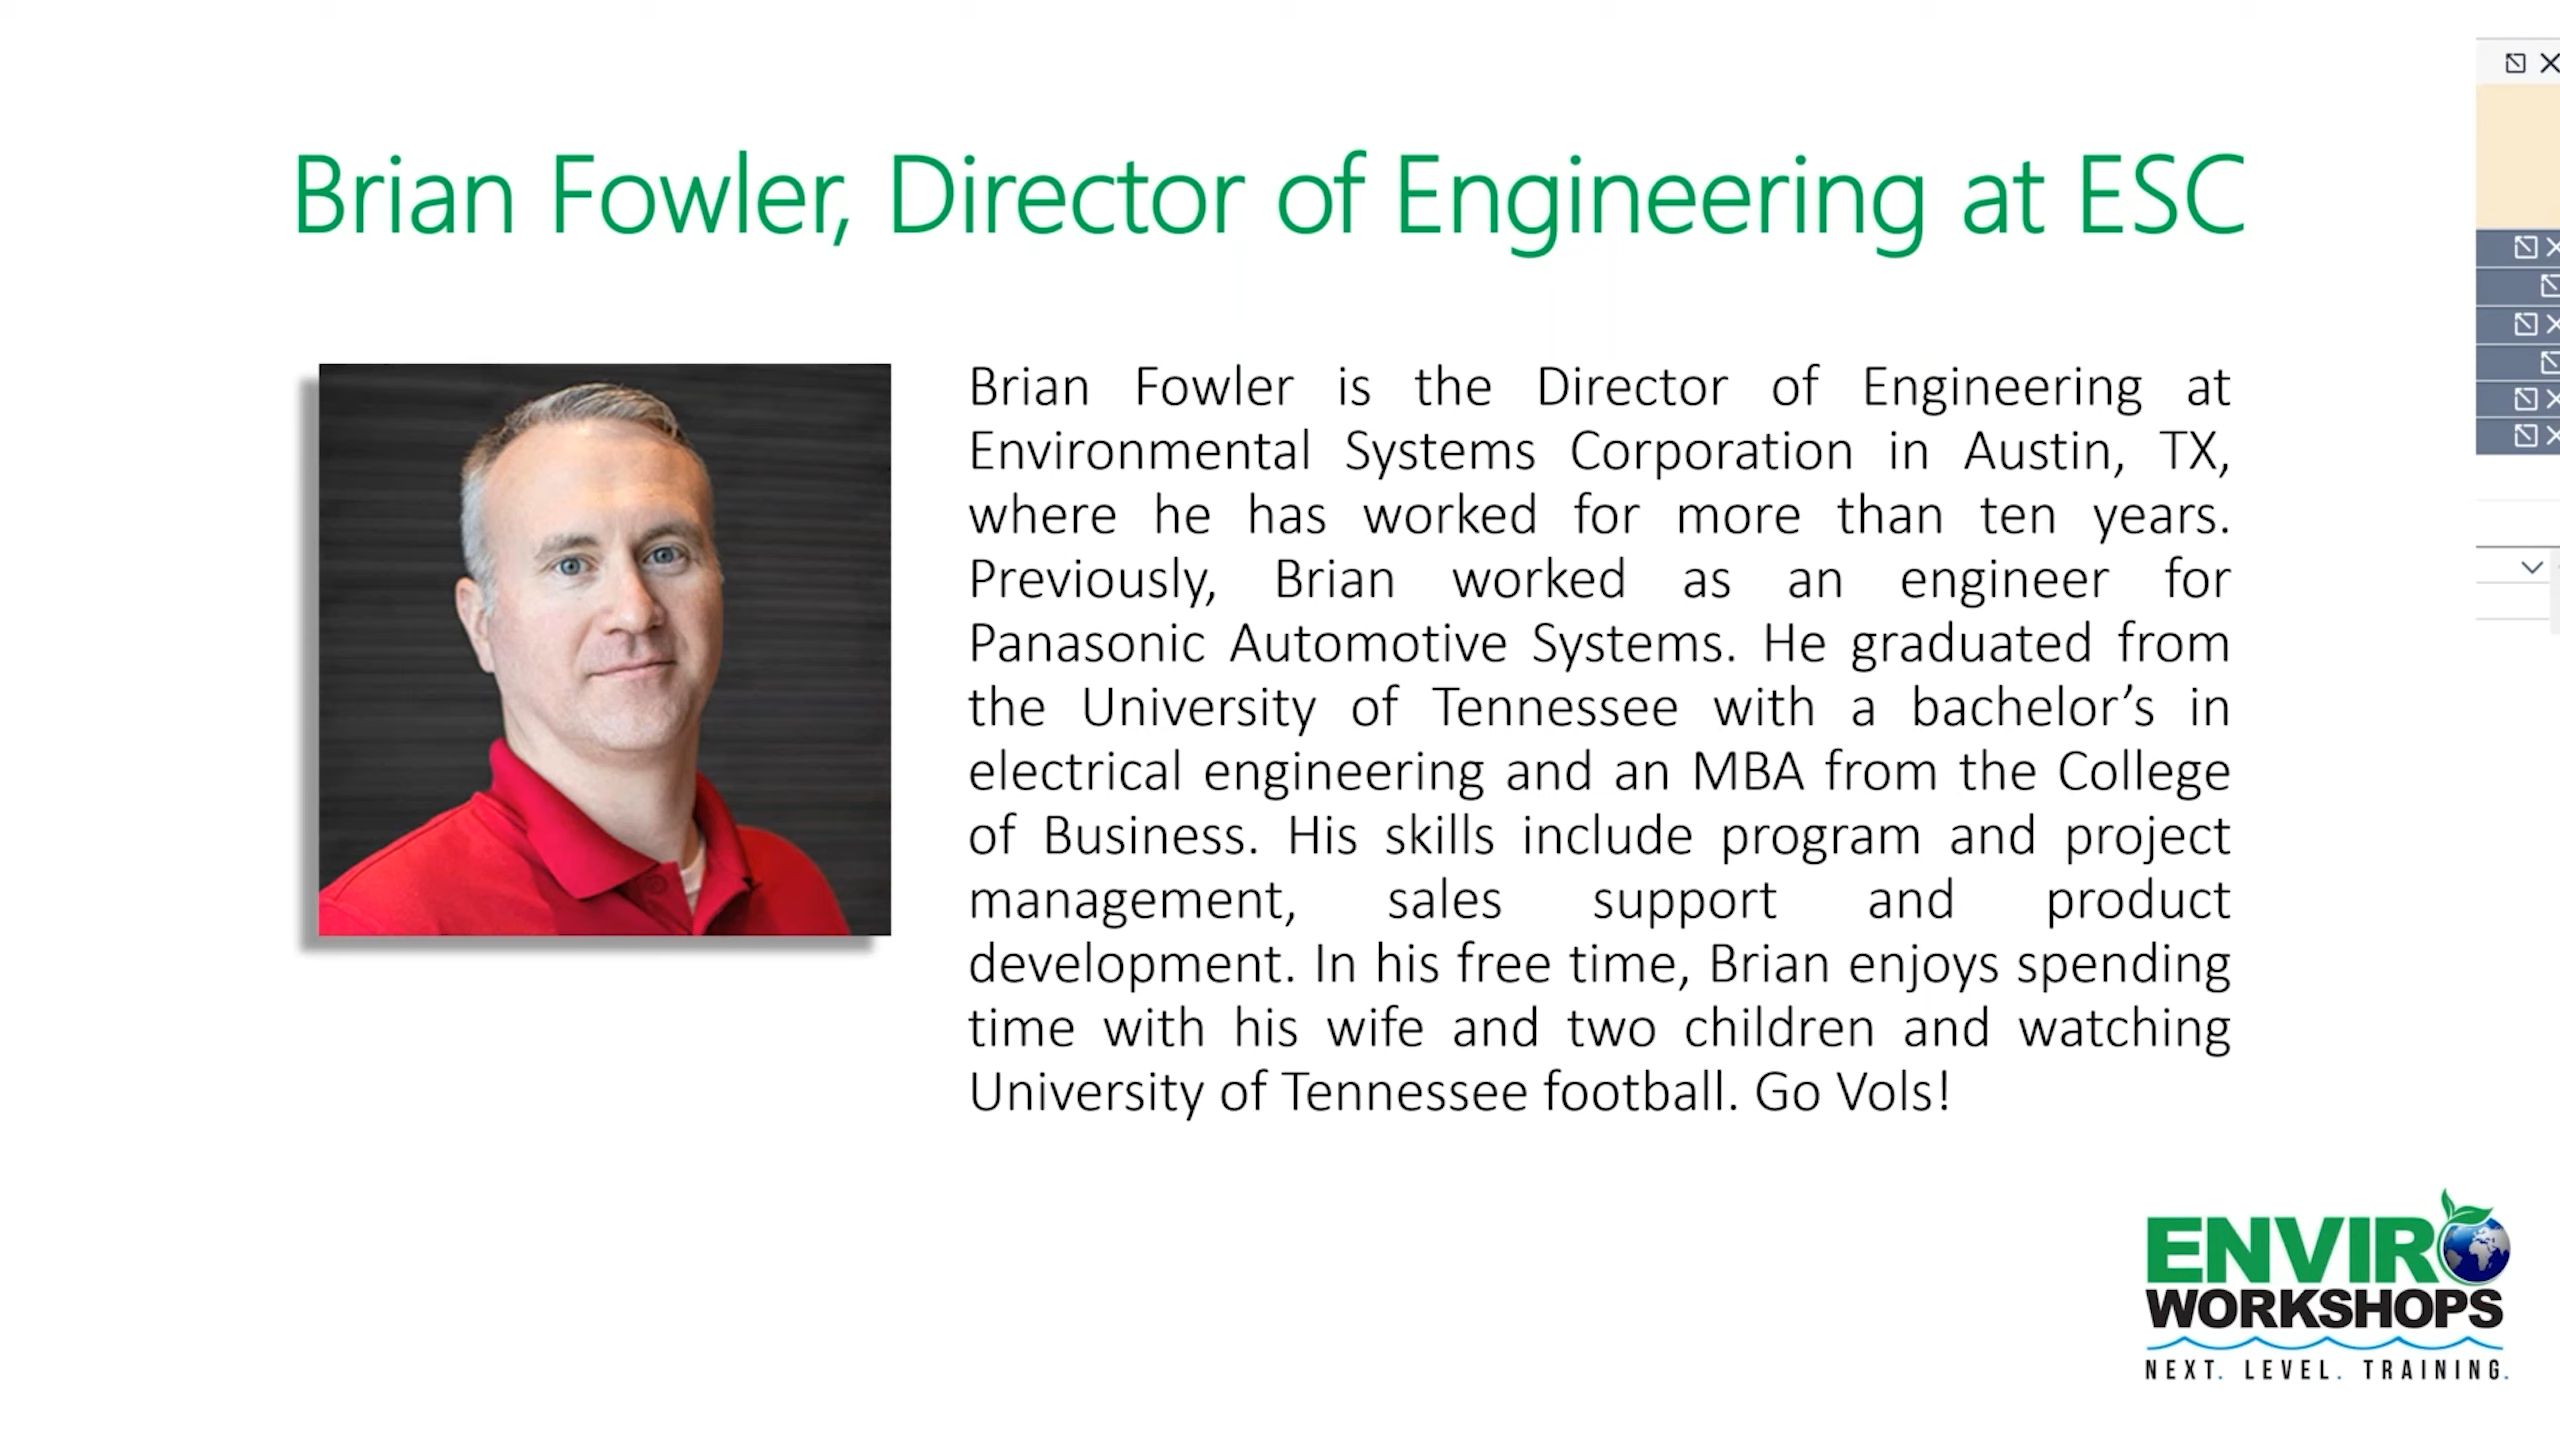 Brian Fowler, Director of Engineering at ESC
Brian Fowler is the Director of Engineering at
Environmental Systems Corporation in Austin, TX,
where he has worked for more than ten years.
Previously, Brian worked as an engineer for
Panasonic Automotive Systems. He graduated from
the University of Tennessee with a bachelor’s in
electrical engineering and an MBA from the College
of Business. His skills include program and project
management, sales support and product
development. In his free time, Brian enjoys spending
time with his wife and two children and watching
University of Tennessee football. Go Vols!
ENVIRO
WORKSHOPS
NEXT. LEVEL. TRAINING.